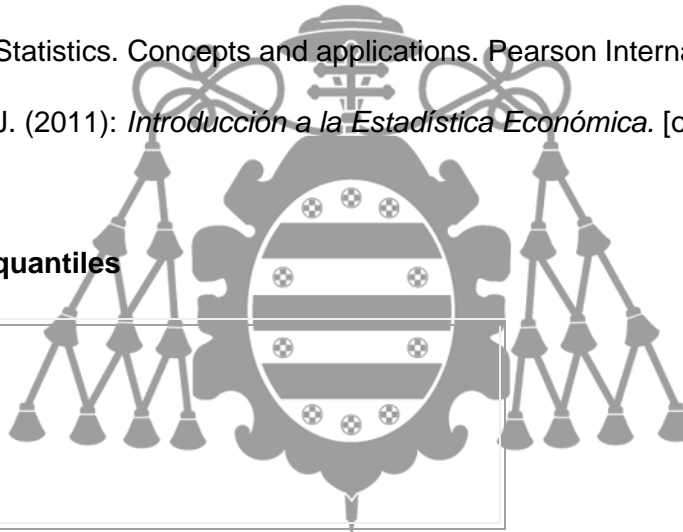 Statistics. Concepts and applications. Pearson Interna
J. (2011): Introducción a la Estadística Económica. [o
quantiles